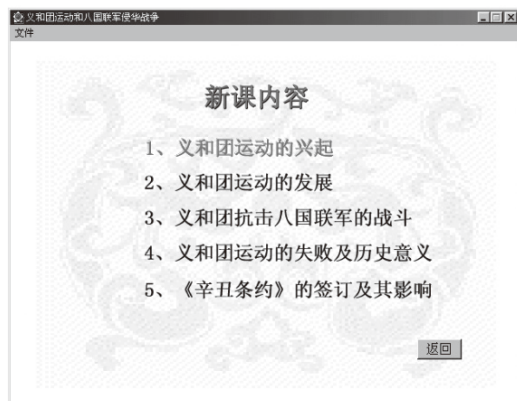 义和团运动和八国联军侵华战争
文件
新课内容
1、义和团运动的兴起
2、义和团运动的发展
3、义和团抗击八国联军的战斗
4、义和团运动的失败及历史意义
5、《辛丑条约》的签订及其影响
返回